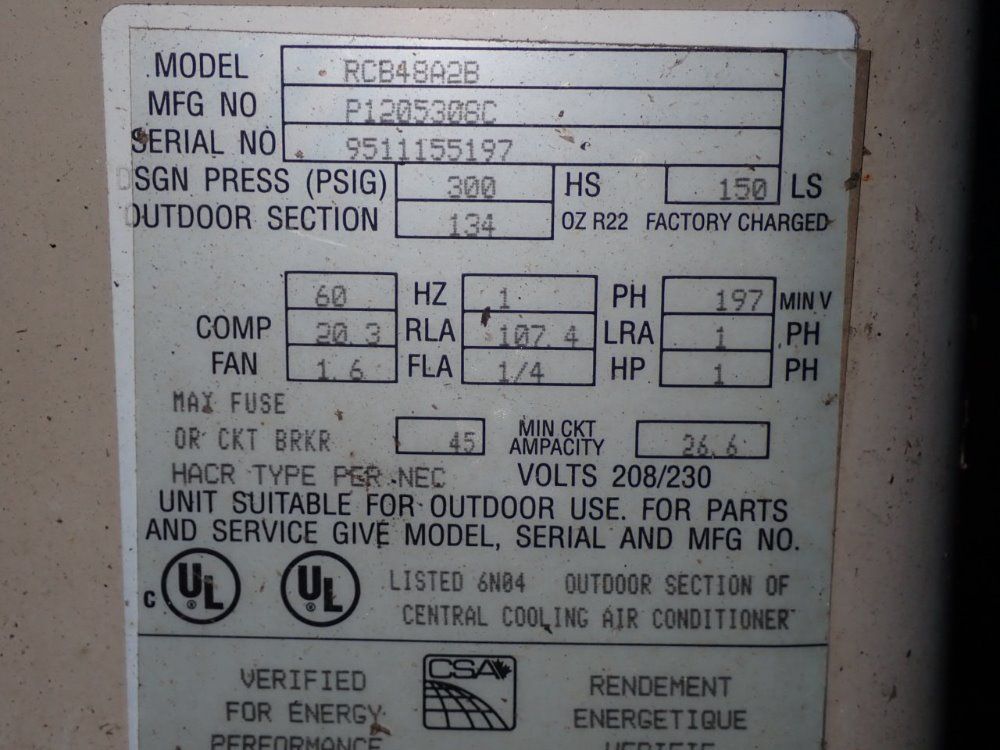 MODEL RCB48A2B
MFG NO P1205308C
SERIAL NO 9511155197
DSGN PRESS (PSIG) 300 HS 150 LS
OUTDOOR SECTION 134 OZ R22 FACTORY CHARGED
60 HZ 1 PH 197 MIN V
COMP 20.3 RLA 107.4 LRA 1 PH
FAN 1.6 FLA 1/4 HP 1 PH
MAX FUSE
OR CKT BRKR 45 MIN CKT AMPACITY 26.6
HACR TYPE PER NEC VOLTS 208/230
UNIT SUITABLE FOR OUTDOOR USE. FOR PARTS
AND SERVICE GIVE MODEL, SERIAL AND MFG NO.
C UL ® UL ® LISTED 6N04 OUTDOOR SECTION OF
CENTRAL COOLING AIR CONDITIONER
CSA
VERIFIED RENDEMENT
FOR ENERGY ENERGETIQUE
PERFORMANCE VERIFIE